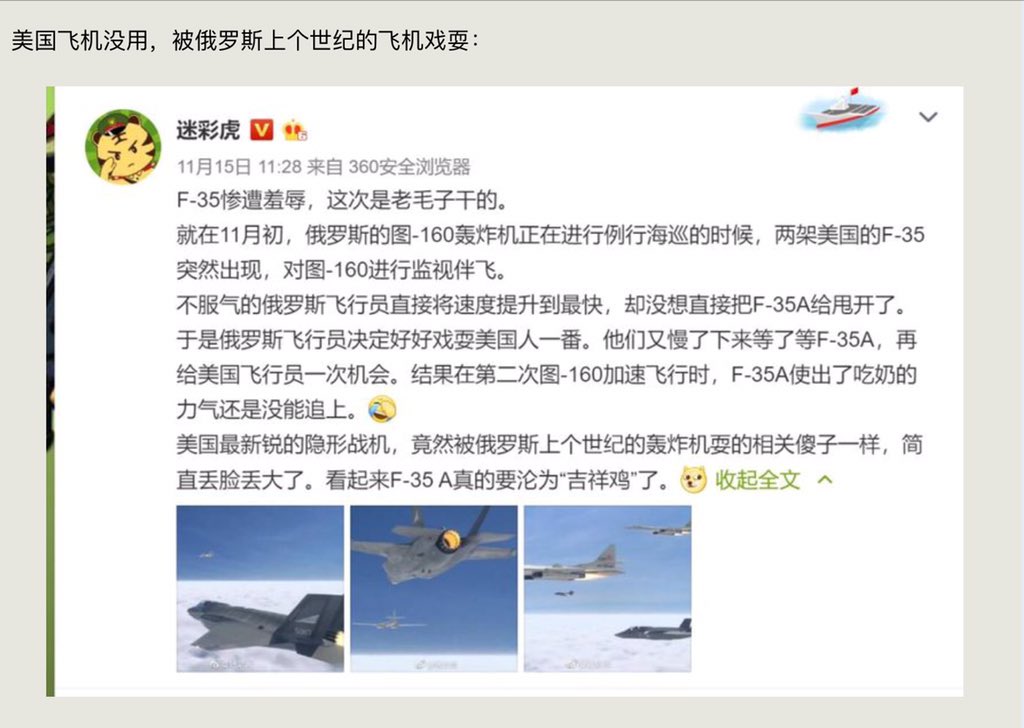 美国飞机没用，被俄罗斯上个世纪的飞机戏耍：
迷彩虎
11月15日 11:28 来自 360安全浏览器
F-35惨遭羞辱，这次是老毛子干的。
就在11月初，俄罗斯的图-160轰炸机正在进行例行海巡的时候，两架美国的F-35
突然出现，对图-160进行监视伴飞。
不服气的俄罗斯飞行员直接将速度提升到最快，却没想直接把F-35A给甩开了。
于是俄罗斯飞行员决定好好戏耍美国人一番。他们又慢了下来等了等F-35A，再
给美国飞行员一次机会。结果在第二次图-160加速飞行时，F-35A使出了吃奶的
力气还是没能追上。
美国最新锐的隐形战机，竟然被俄罗斯上个世纪的轰炸机耍的相关傻子一样，简
直丢脸丢大了。看起来F-35 A真的要沦为“吉祥鸡”了。 收起全文